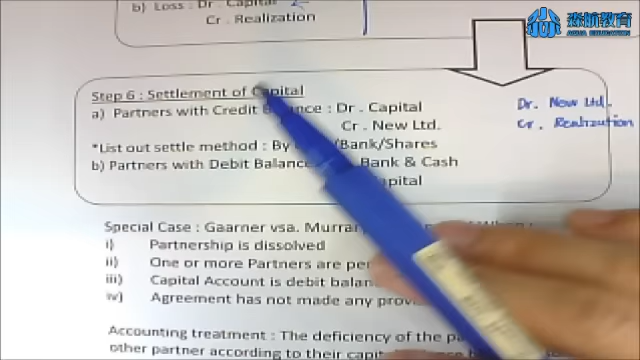 森航教育
b) Loss : Dr . Capital
Cr . Realization
Step 6 : Settlement of Capital
a) Partners with Credit Balance : Dr . Capital
Cr . New Ltd.
Dr. New Ltd.
Cr. Realization
*List out settle method : By /Bank/Shares
b) Partners with Debit Balance Bank & Cash
Capital
Special Case : Gaarner vsa. Murray
i) Partnership is dissolved
ii) One or more Partners are
iii) Capital Account is debit
iv) Agreement has not made any
Accounting treatment : The deficiency of the
other partner according to their